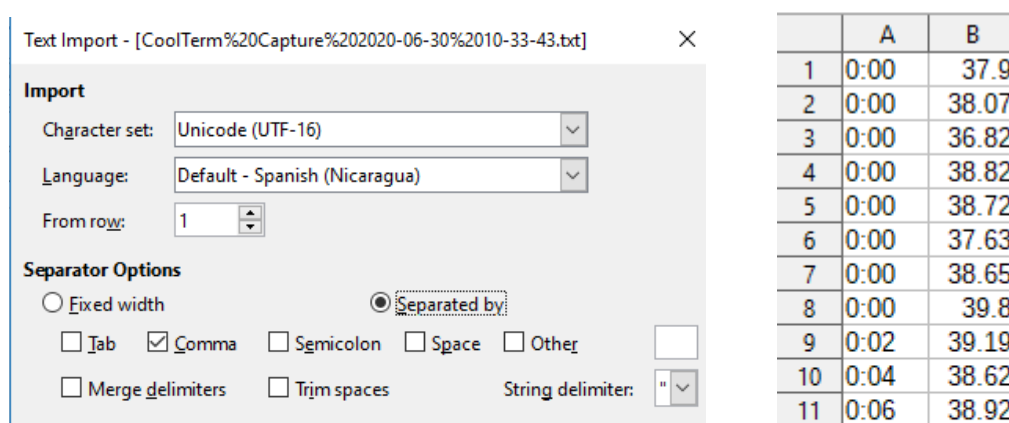 Text Import - [CoolTerm%20Capture%202020-06-30%2010-33-43.txt]
Import
Character set: Unicode (UTF-16)
Language: Default - Spanish (Nicaragua)
From row: 1
Separator Options
Fixed width Separated by
Tab Comma Semicolon Space Other
Merge delimiters Trim spaces String delimiter: "
A B
1 0:00 37.9
2 0:00 38.07
3 0:00 36.82
4 0:00 38.82
5 0:00 38.72
6 0:00 37.63
7 0:00 38.65
8 0:00 39.8
9 0:02 39.19
10 0:04 38.62
11 0:06 38.92